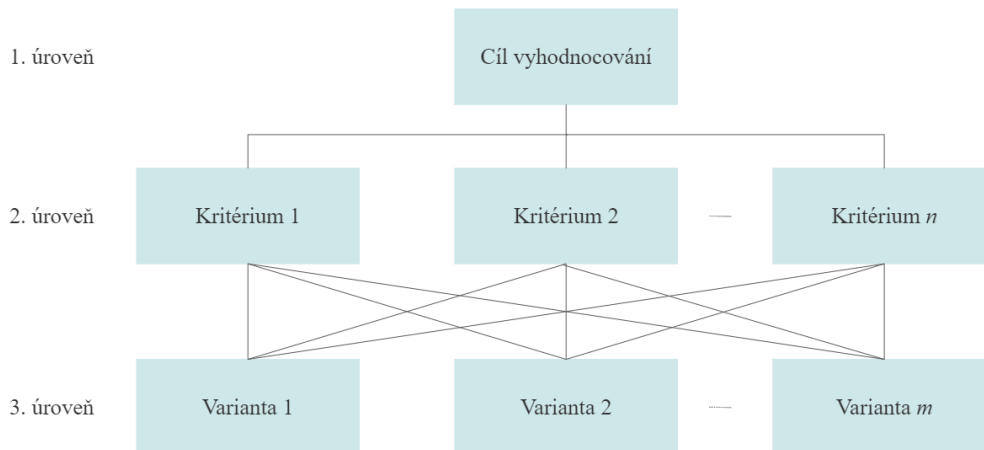 1. úroveň
Cíl vyhodnocování
2. úroveň
Kritérium 1
Kritérium 2
Kritérium n
3. úroveň
Varianta 1
Varianta 2
Varianta m